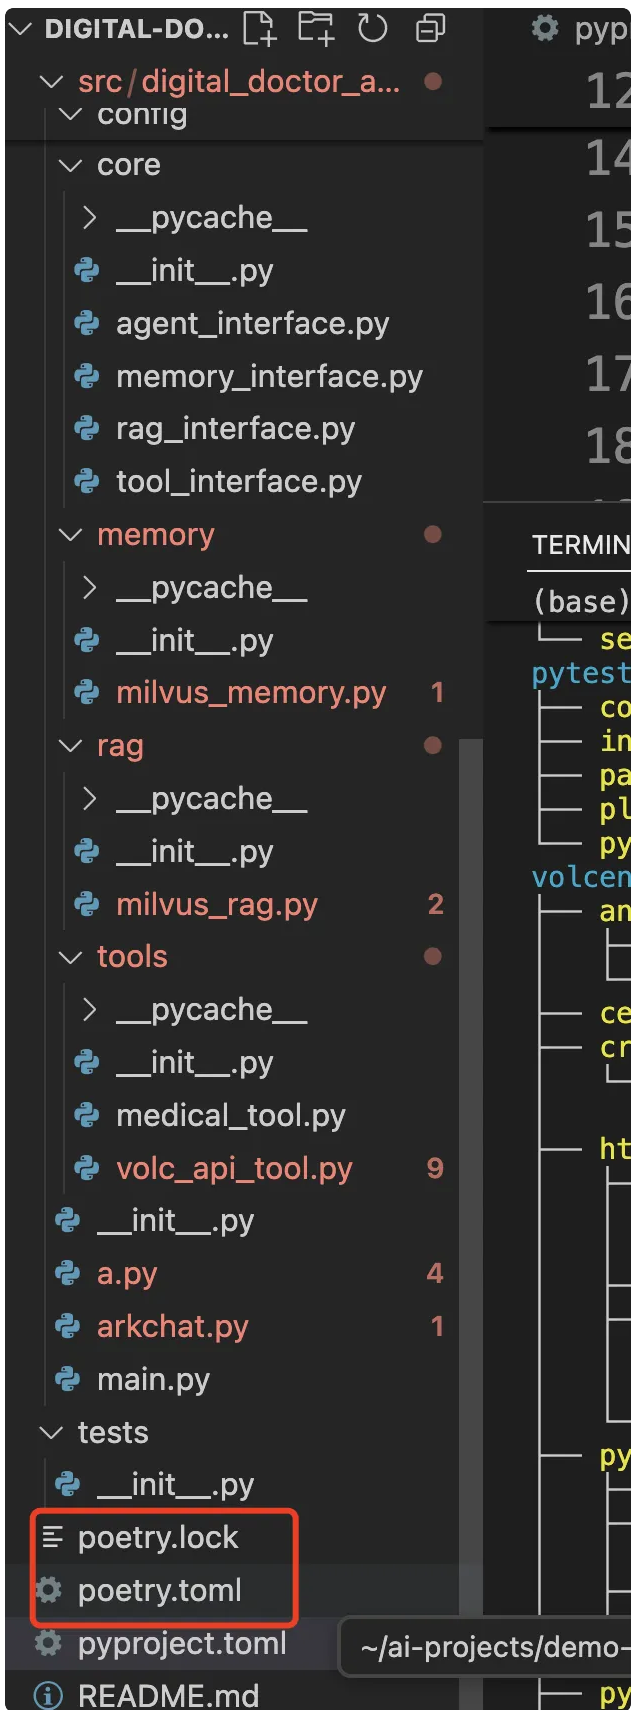 DIGITAL-DO...
src/digital_doctor_a...
config
core
__pycache__
__init__.py
agent_interface.py
memory_interface.py
rag_interface.py
tool_interface.py
memory
__pycache__
__init__.py
milvus_memory.py 1
rag
__pycache__
__init__.py
milvus_rag.py 2
tools
__pycache__
__init__.py
medical_tool.py
volc_api_tool.py 9
__init__.py
a.py 4
arkchat.py 1
main.py
tests
__init__.py
poetry.lock
poetry.toml
pyproject.toml
README.md
pypr
12
14
15
16
17
18
TERMIN
(base)
se
pytest
co
in
pa
pl
py
volcen
an
ce
cr
ht
py
~/ai-projects/demo-
py